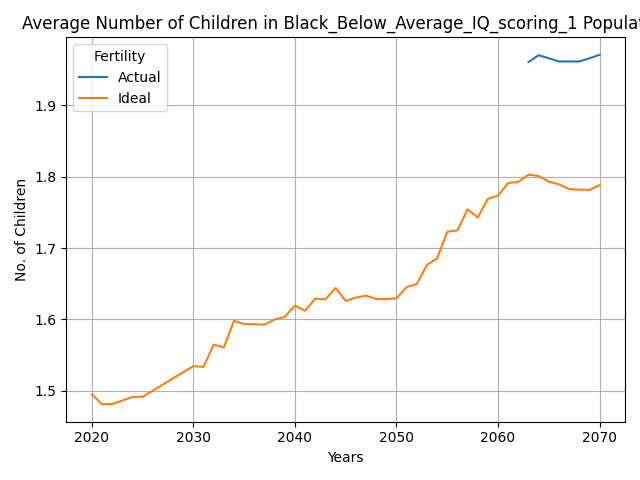 Average Number of Children in Black_Below_Average_IQ_scoring_1 Populat
Fertility
Actual
Ideal
No. of Children
1.9
1.8
1.7
1.6
1.5
2020 2030 2040 2050 2060 2070
Years